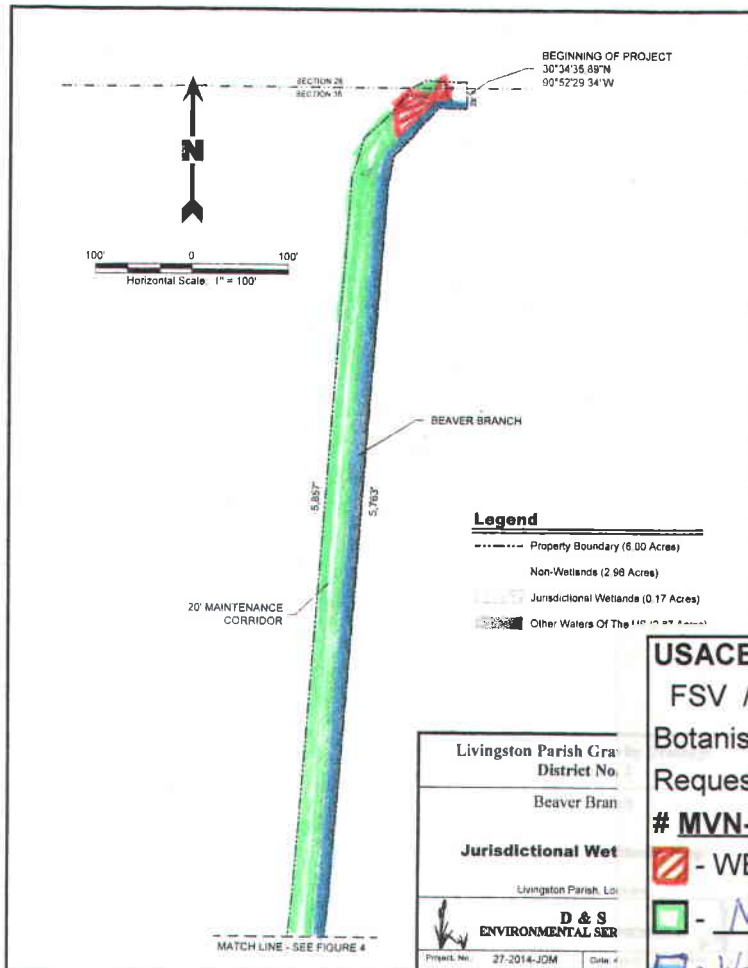 BEGINNING OF PROJECT
30°34'35.89"N
90°52'29.34"W
SECTION 26
SECTION 35
N
100' 0 100'
Horizontal Scale: 1" = 100'
BEAVER BRANCH
5,857'
5,763'
20' MAINTENANCE
CORRIDOR
Legend
Property Boundary (6.00 Acres)
Non-Wetlands (2.96 Acres)
Jurisdictional Wetlands (0.17 Acres)
Other Waters Of The US
MATCH LINE - SEE FIGURE 4
Livingston Parish Gra
District No.
Beaver Bran
Jurisdictional Wet
Livingston Parish, Lo
D & S
ENVIRONMENTAL SER
Project. No. 27-2014-JDM Date:
USACE
FSV /
Botanis
Reques
# MVN-
- WE
- N